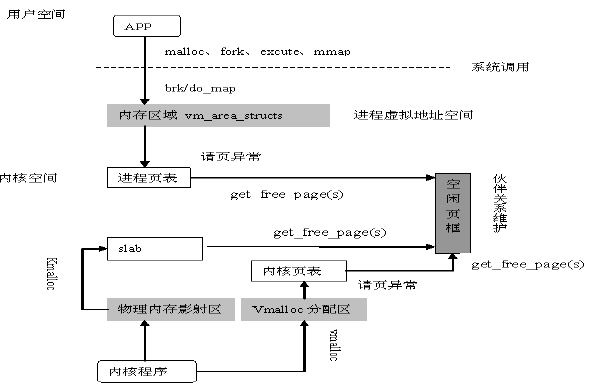 用户空间
APP
malloc、fork、excute、mmap
系统调用
brk/do_map
内存区域 vm_area_structs
进程虚拟地址空间
请页异常
内核空间
进程页表
get_free_page(s)
空闲页框
伙伴关系维护
slab
get_free_page(s)
内核页表
get_free_page(s)
请页异常
Kmalloc
物理内存影射区
Vmalloc 分配区
vmalloc
内核程序